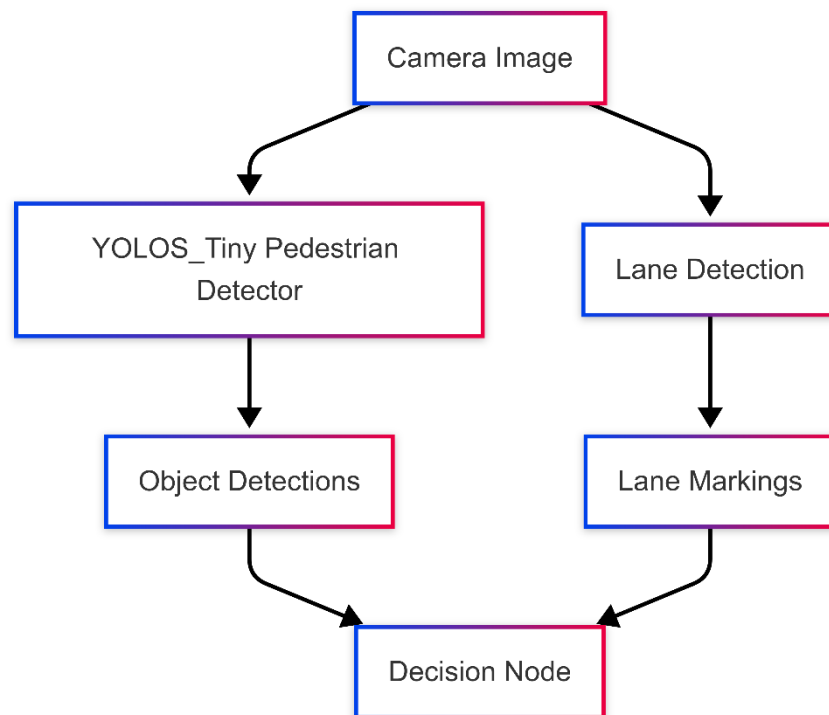 Camera Image
YOLOS_Tiny Pedestrian
Detector
Lane Detection
Object Detections
Lane Markings
Decision Node